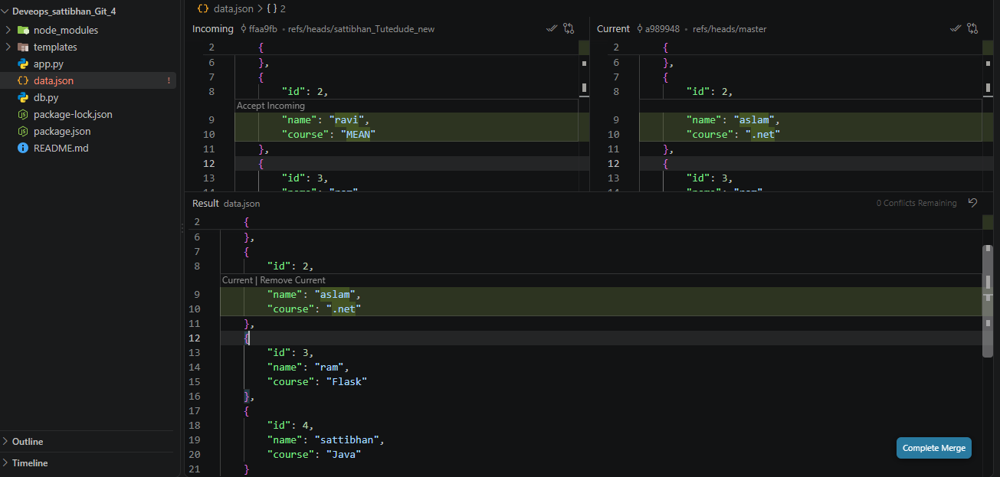 Deveops_sattibhan_Git_4
node_modules
templates
app.py
data.json !
db.py
package-lock.json
package.json
README.md
Outline
Timeline
{} data.json > { } 2
Incoming ffaa9fb • refs/heads/sattibhan_Tutedude_new
2 {
6 },
7 {
8 "id": 2,
Accept Incoming
9 "name": "ravi",
10 "course": "MEAN"
11 },
12 {
13 "id": 3,
14 "name": "ram",
Current a989948 • refs/heads/master
2 {
6 },
7 {
8 "id": 2,
9 "name": "aslam",
10 "course": ".net"
11 },
12 {
13 "id": 3,
14 "name": "ram",
Result data.json 0 Conflicts Remaining
2 {
6 },
7 {
8 "id": 2,
Current | Remove Current
9 "name": "aslam",
10 "course": ".net"
11 },
12 {
13 "id": 3,
14 "name": "ram",
15 "course": "Flask"
16 },
17 {
18 "id": 4,
19 "name": "sattibhan",
20 "course": "Java"
21 }
Complete Merge